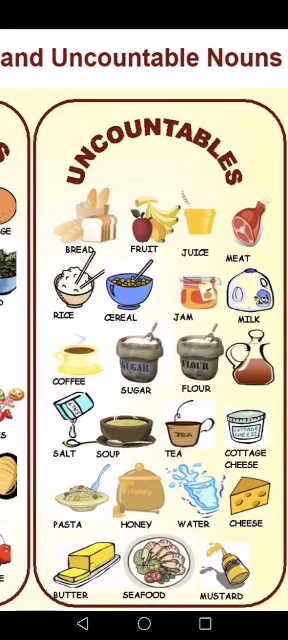 and Uncountable Nouns
UNCOUNTABLES
BREAD
FRUIT
JUICE
MEAT
GE
RICE
CEREAL
JAM
MILK
COFFEE
SUGAR
FLOUR
SUGAR
FLOUR
SALT
SOUP
TEA
TEA
COTTAGE
CHEESE
COTTAGE
CHEESE
PASTA
Honey
HONEY
WATER
CHEESE
BUTTER
SEAFOOD
MUSTARD